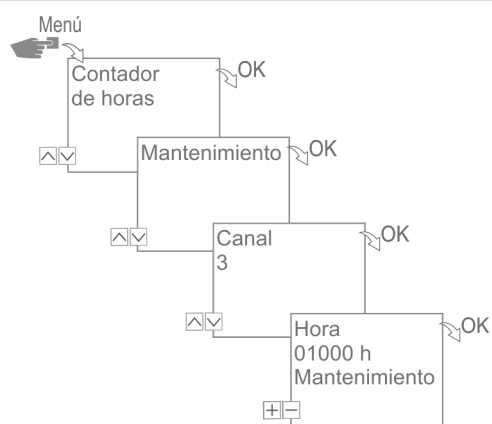 Menú
Contador
de horas
OK
Mantenimiento
OK
Canal
3
OK
Hora
01000 h
Mantenimiento
OK